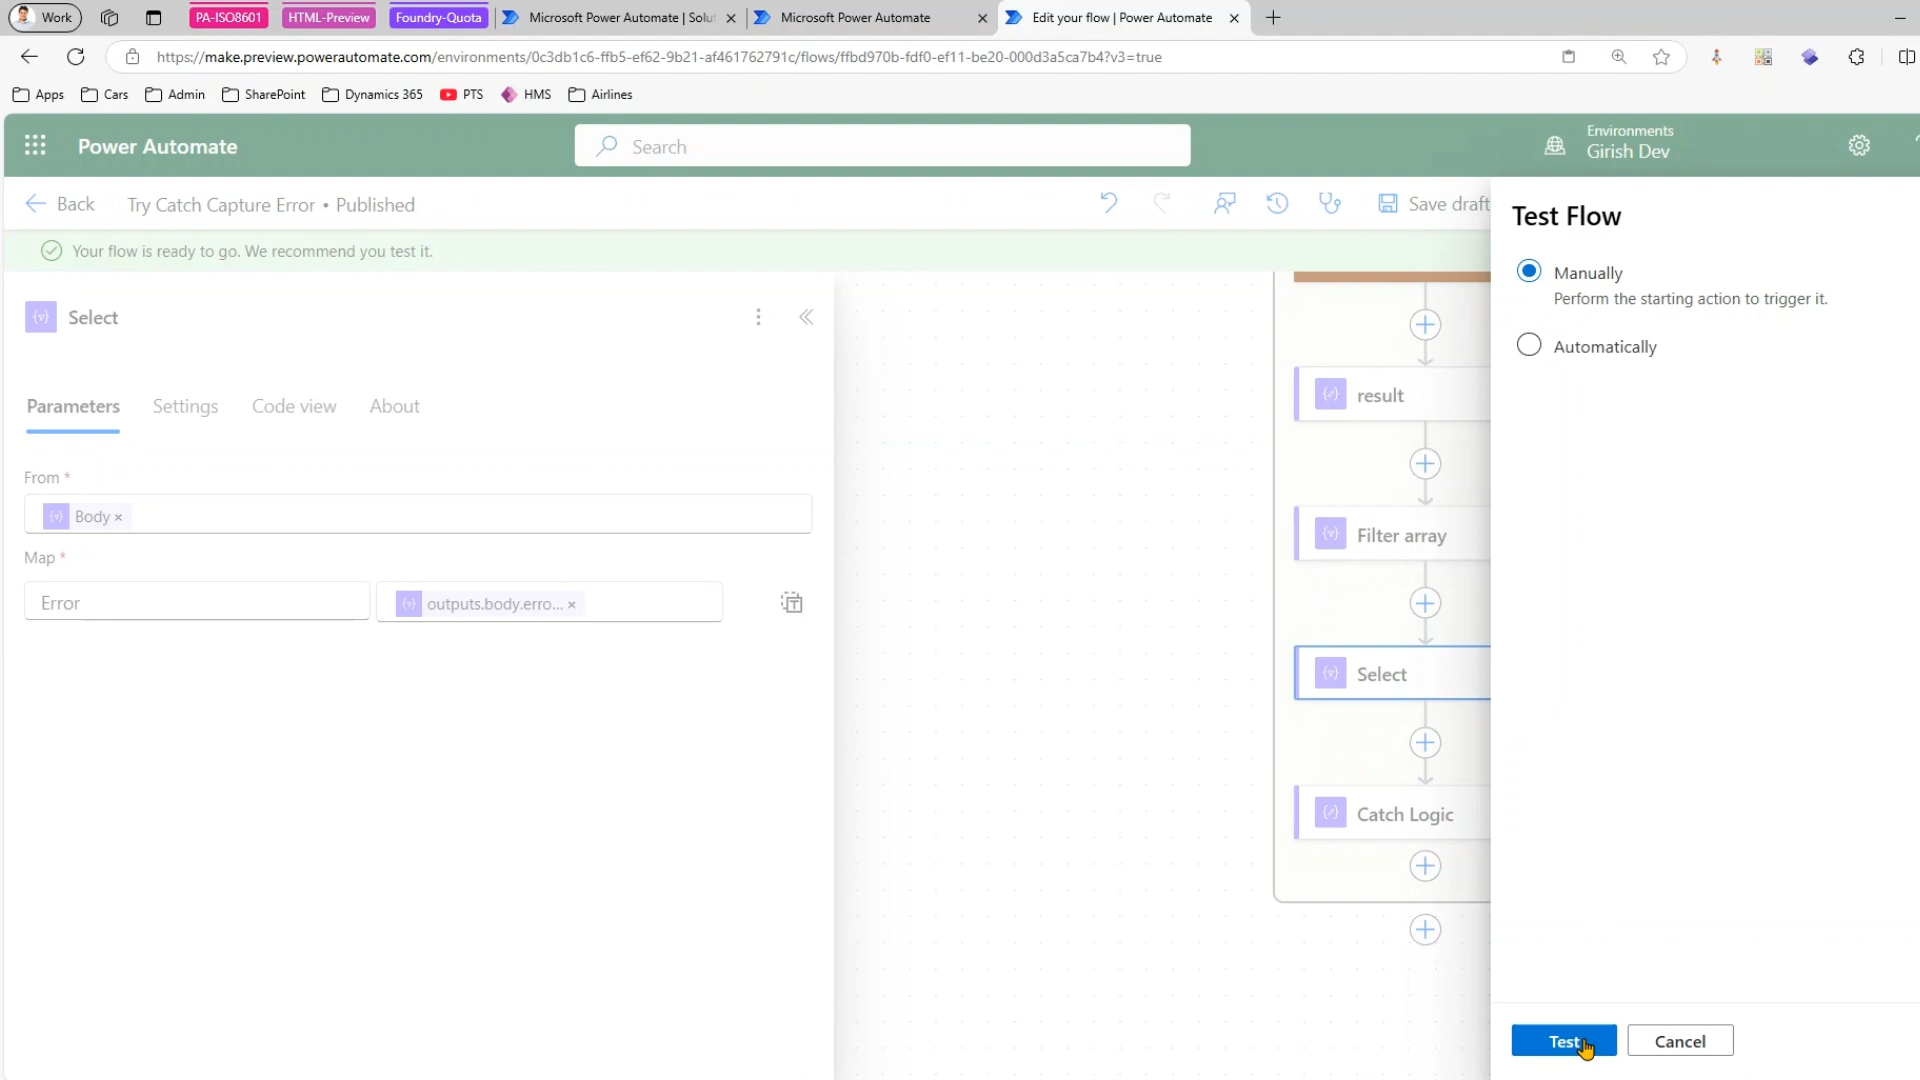 Work
PA-ISO8601
HTML-Preview
Foundry-Quota
Microsoft Power Automate | Solut
Microsoft Power Automate
Edit your flow | Power Automate
https://make.preview.powerautomate.com/environments/0c3db1c6-ffb5-ef62-9b21-af461762791c/flows/ffbd970b-fdf0-ef11-be20-000d3a5ca7b4?v3=true
Apps
Cars
Admin
SharePoint
Dynamics 365
PTS
HMS
Airlines
Power Automate
Search
Environments
Girish Dev
Back
Try Catch Capture Error • Published
Save draft
Your flow is ready to go. We recommend you test it.
Select
Parameters
Settings
Code view
About
From *
Body ×
Map *
Error
outputs.body.erro... ×
result
Filter array
Select
Catch Logic
Test Flow
Manually
Perform the starting action to trigger it.
Automatically
Test
Cancel